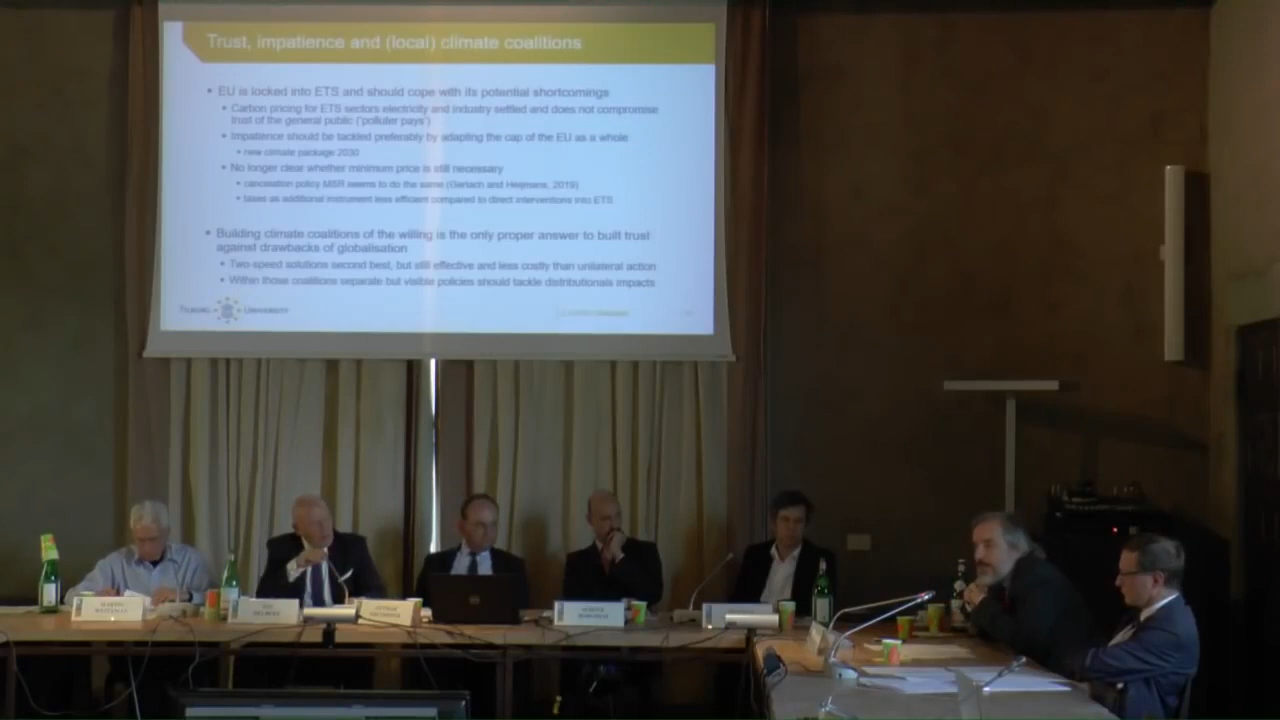 Trust, impatience and (local) climate coalitions
• EU is locked into ETS and should cope with its potential shortcomings
• Carbon pricing for ETS sectors electricity and industry settled and does not compromise
trust of the general public ('polluter pays')
• Impatience should be tackled preferably by adapting the cap of the EU as a whole
• new climate package 2030
• No longer clear whether minimum price is still necessary
• cancelation policy MSR seems to do the same (Gerlach and Heijmans, 2019)
• taxes as additional instrument less efficient compared to direct interventions into ETS
• Building climate coalitions of the willing is the only proper answer to built trust
against drawbacks of globalisation
• Two-speed solutions second best, but still effective and less costly than unilateral action
• Within those coalitions separate but visible policies should tackle distributionals impacts
TILBURG UNIVERSITY
MARTIN
WEITZMAN